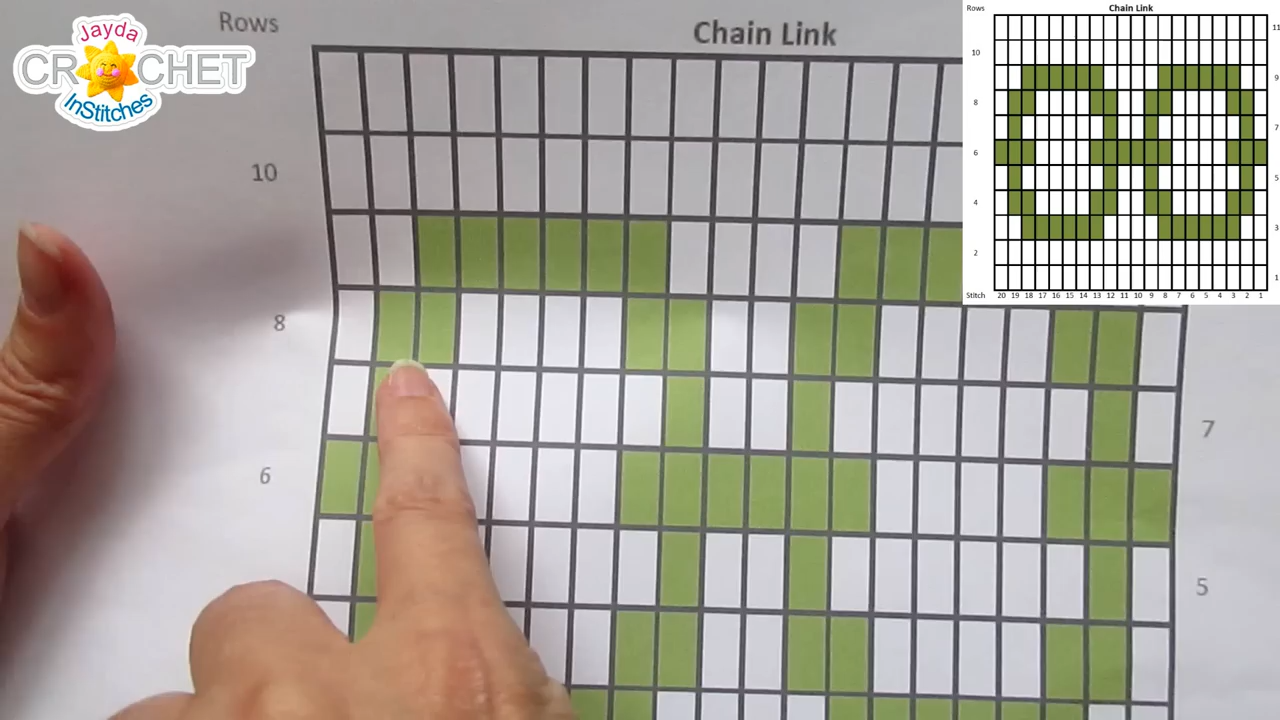 Jayda
CROCHET
InStitches
Rows
Chain Link
10
8
6
7
5
Rows
Chain Link
11
10
9
8
7
6
5
4
3
2
1
Stitch 20 19 18 17 16 15 14 13 12 11 10 9 8 7 6 5 4 3 2 1